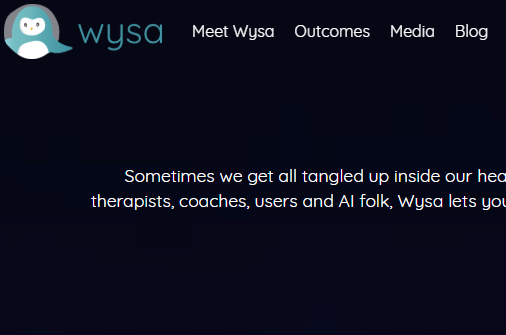 wysa
Meet Wysa Outcomes Media Blog
Sometimes we get all tangled up inside our
therapists, coaches, users and AI folk, Wysa lets